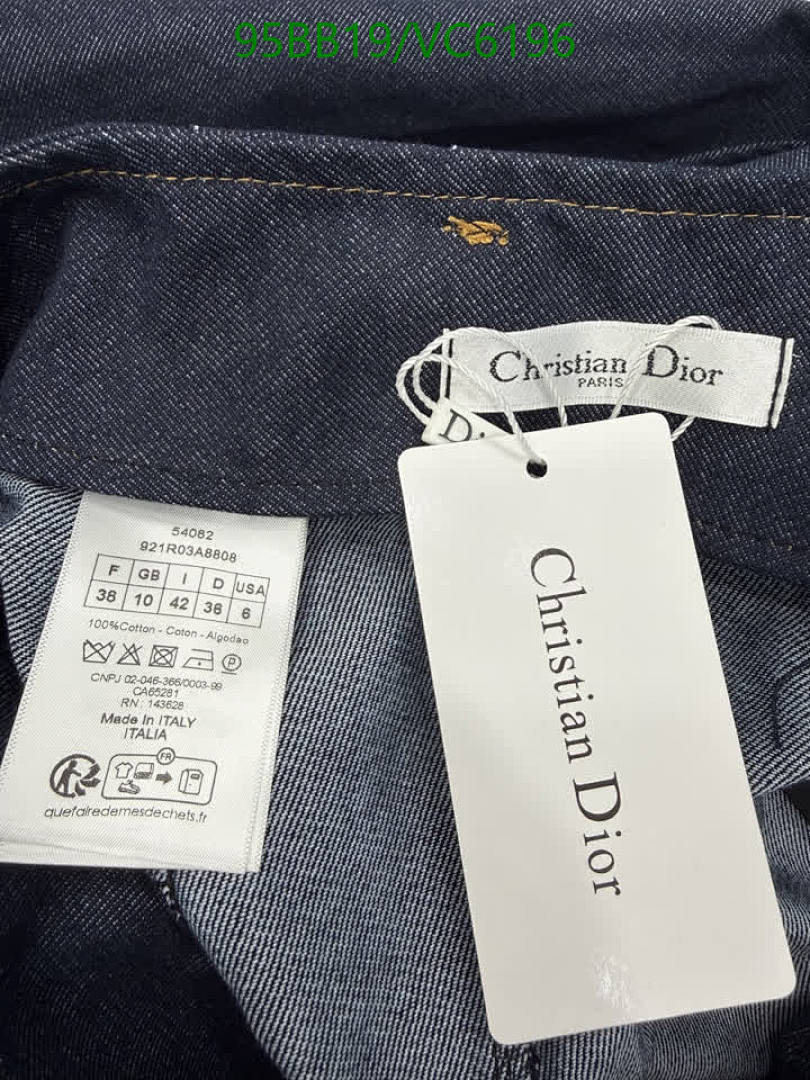 95BB19/VC6196
Christian Dior
PARIS
Di
54082
921R03A8808
F GB I D USA
38 10 42 36 6
100%Cotton - Coton - Algodao
P
CNPJ 02-046-366/0003-99
CA65281
RN : 143628
Made In ITALY
ITALIA
FR
quefairedemesdechets.fr
Christian Dior